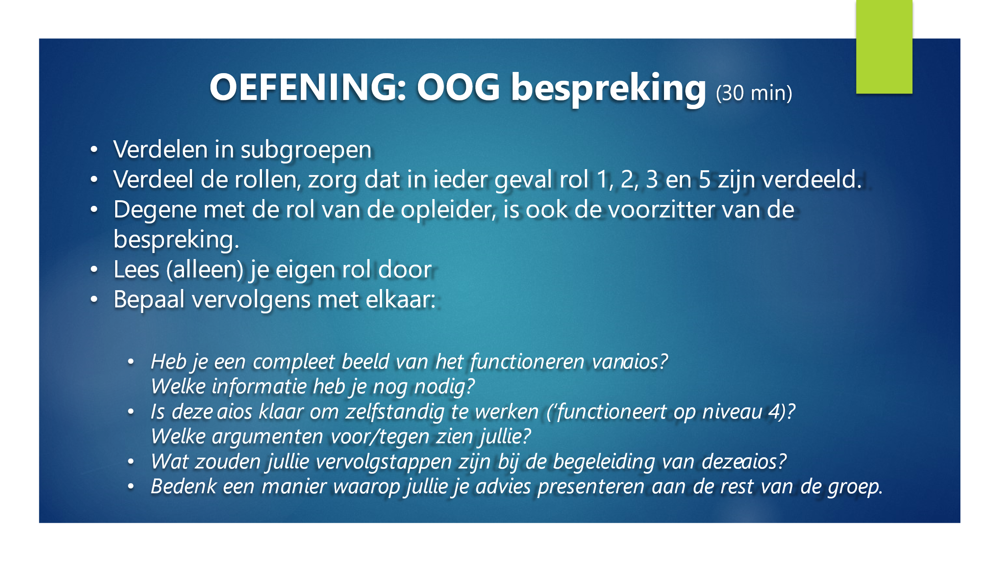 OEFENING: OOG bespreking (30 min)
• Verdelen in subgroepen
• Verdeel de rollen, zorg dat in ieder geval rol 1, 2, 3 en 5 zijn verdeeld.
• Degene met de rol van de opleider, is ook de voorzitter van de
bespreking.
• Lees (alleen) je eigen rol door
• Bepaal vervolgens met elkaar:
• Heb je een compleet beeld van het functioneren van aios?
Welke informatie heb je nog nodig?
• Is deze aios klaar om zelfstandig te werken (‘functioneert op niveau 4)?
Welke argumenten voor/tegen zien jullie?
• Wat zouden jullie vervolgstappen zijn bij de begeleiding van deze aios?
• Bedenk een manier waarop jullie je advies presenteren aan de rest van de groep.